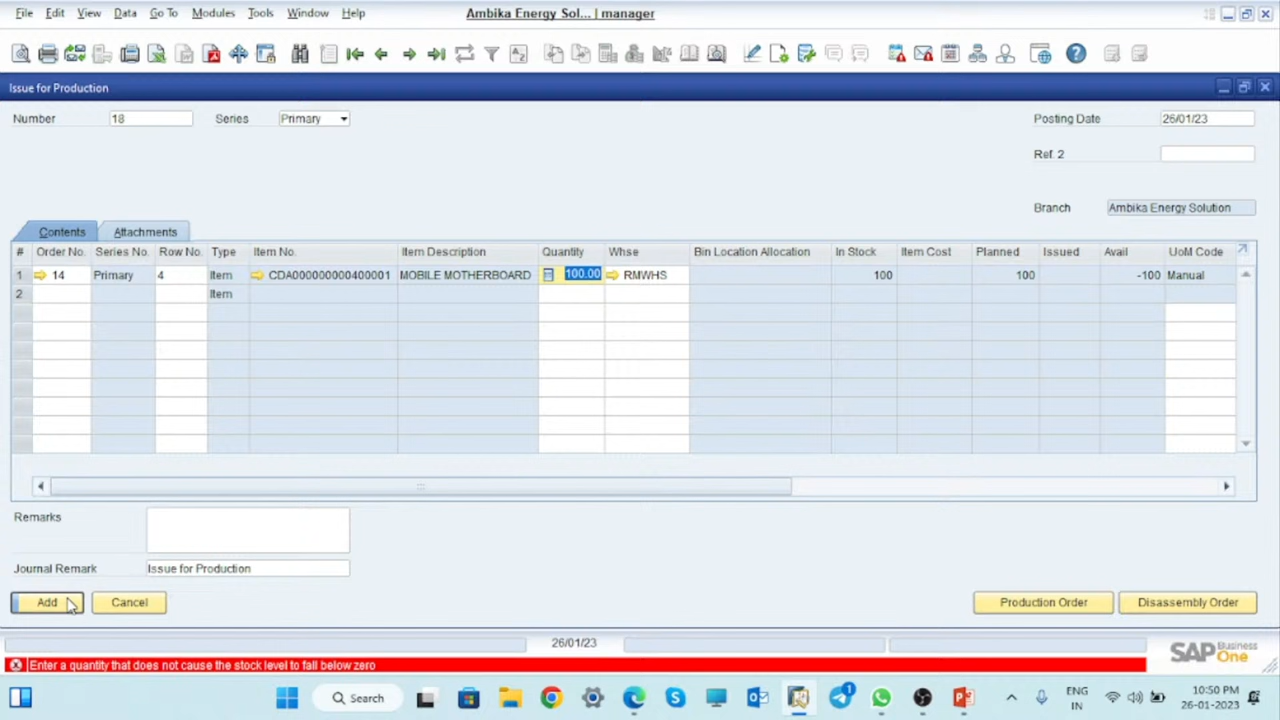 File Edit View Data Go To Modules Tools Window Help Ambika Energy Sol... | manager
Issue for Production
Number 18 Series Primary Posting Date 26/01/23
Ref. 2
Branch Ambika Energy Solution
Contents Attachments
# Order No. Series No. Row No. Type Item No. Item Description Quantity Whse Bin Location Allocation In Stock Item Cost Planned Issued Avail UoM Code
1 14 Primary 4 Item CDA000000000400001 MOBILE MOTHERBOARD 100.00 RMWHS 100 100 -100 Manual
2 Item
Remarks
Journal Remark Issue for Production
Add Cancel Production Order Disassembly Order
26/01/23
SAP Business One
Enter a quantity that does not cause the stock level to fall below zero
Search 1 ENG IN 10:50 PM 26-01-2023